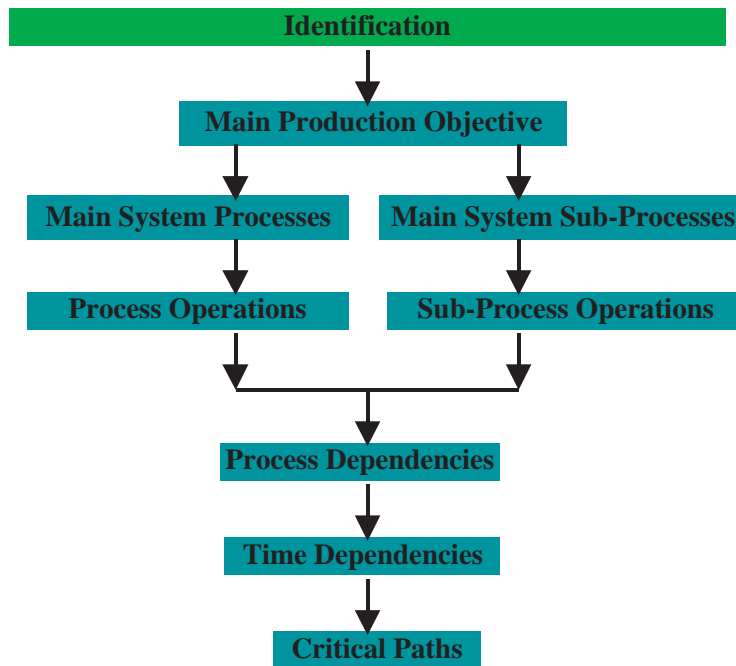 Identification
Main Production Objective
Main System Processes
Main System Sub-Processes
Process Operations
Sub-Process Operations
Process Dependencies
Time Dependencies
Critical Paths